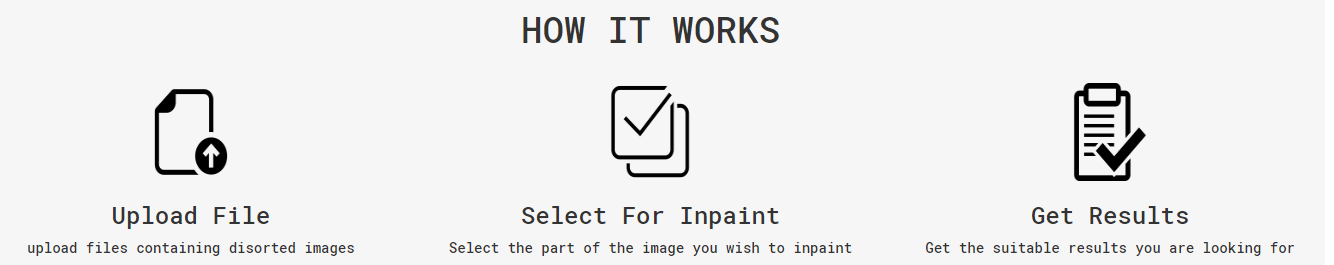 HOW IT WORKS
Upload File
upload files containing disorted images
Select For Inpaint
Select the part of the image you wish to inpaint
Get Results
Get the suitable results you are looking for